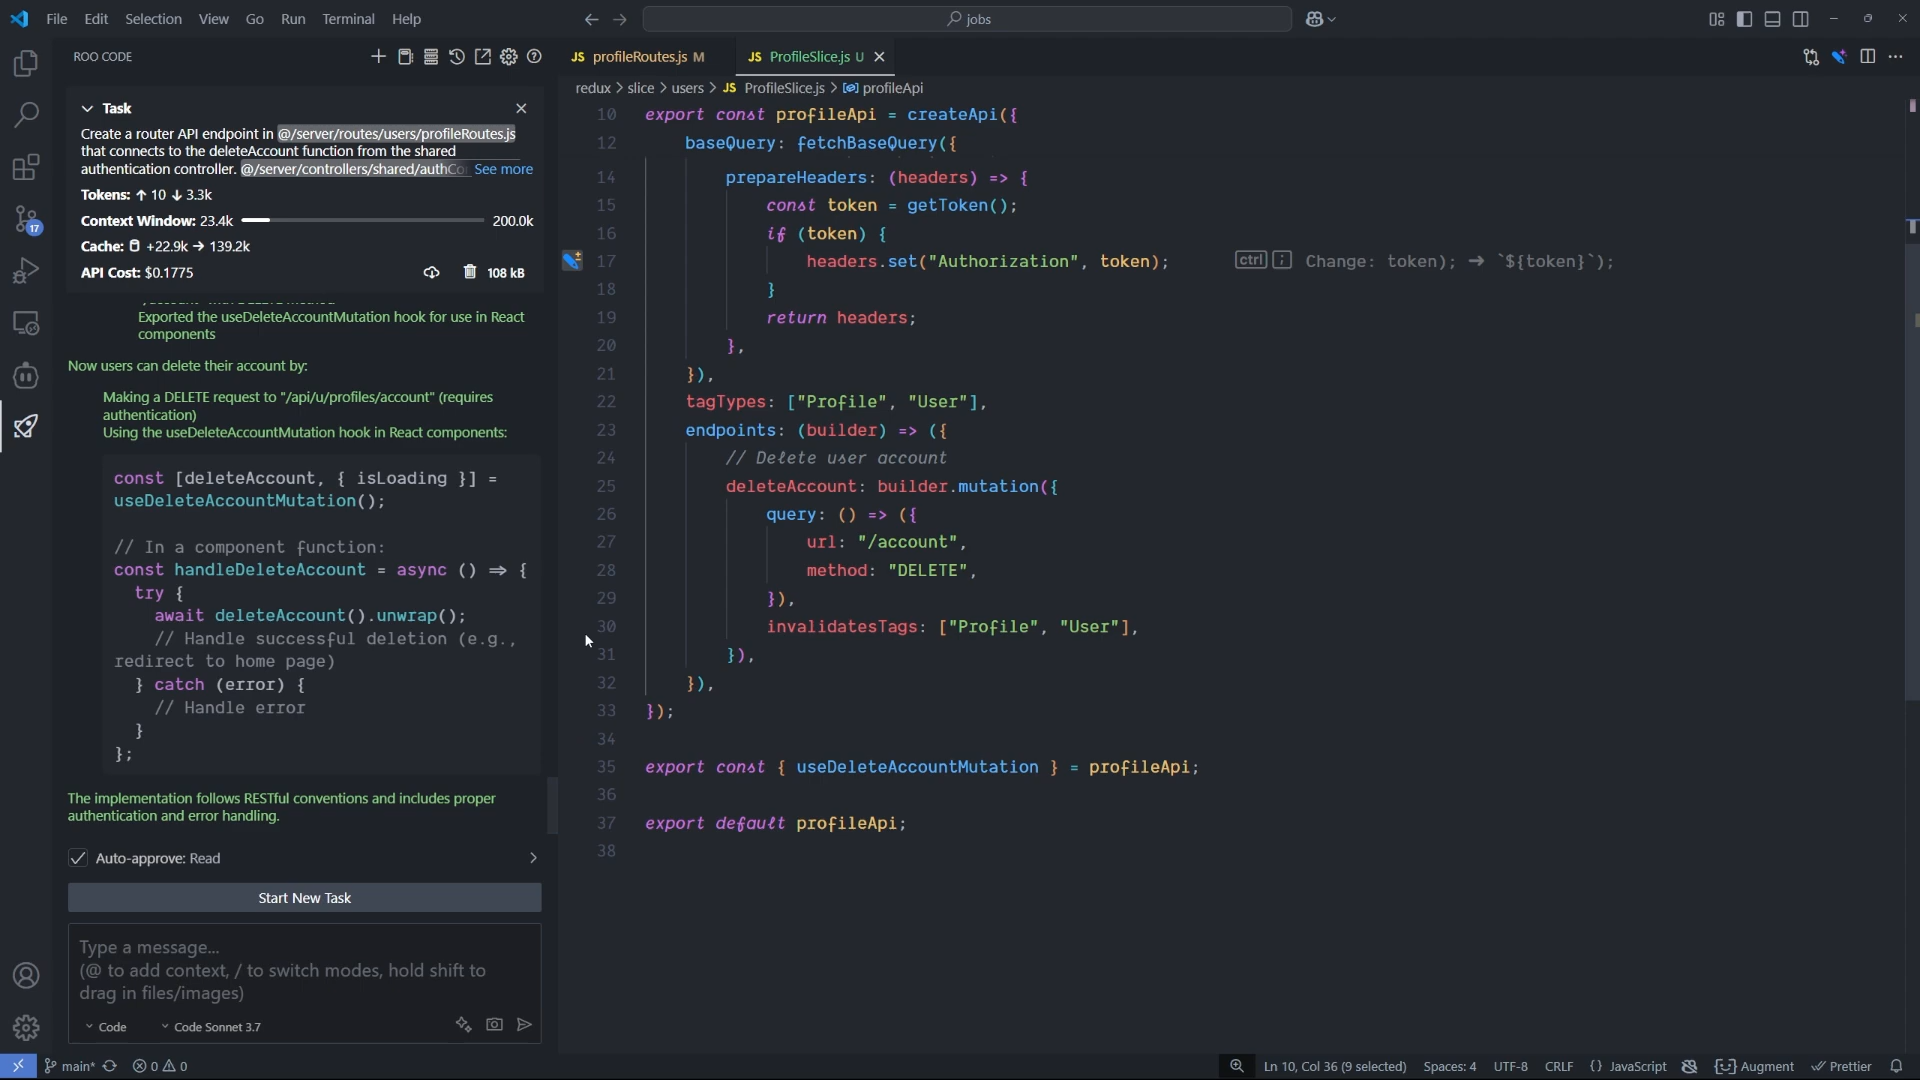 File Edit Selection View Go Run Terminal Help
jobs
ROO CODE
JS profileRoutes.js M
JS ProfileSlice.js U
redux > slice > users > JS ProfileSlice.js > profileApi
Task
Create a router API endpoint in @/server/routes/users/profileRoutes.js
that connects to the deleteAccount function from the shared
authentication controller. @/server/controllers/shared/authCo See more
Tokens: ↑ 10 ↓ 3.3k
Context Window: 23.4k 200.0k
Cache: +22.9k → 139.2k
API Cost: $0.1775 108 kB
Exported the useDeleteAccountMutation hook for use in React
components
Now users can delete their account by:
Making a DELETE request to "/api/u/profiles/account" (requires
authentication)
Using the useDeleteAccountMutation hook in React components:
const [deleteAccount, { isLoading }] =
useDeleteAccountMutation();
// In a component function:
const handleDeleteAccount = async () => {
try {
await deleteAccount().unwrap();
// Handle successful deletion (e.g.,
redirect to home page)
} catch (error) {
// Handle error
}
};
The implementation follows RESTful conventions and includes proper
authentication and error handling.
Auto-approve: Read
Start New Task
Type a message...
(@ to add context, / to switch modes, hold shift to
drag in files/images)
Code Code Sonnet 3.7
10 export const profileApi = createApi({
12 baseQuery: fetchBaseQuery({
14 prepareHeaders: (headers) => {
15 const token = getToken();
16 if (token) {
17 headers.set("Authorization", token); ctrl ; Change: token); → `${token}`);
18 }
19 return headers;
20 },
21 }),
22 tagTypes: ["Profile", "User"],
23 endpoints: (builder) => ({
24 // Delete user account
25 deleteAccount: builder.mutation({
26 query: () => ({
27 url: "/account",
28 method: "DELETE",
29 }),
30 invalidatesTags: ["Profile", "User"],
31 }),
32 }),
33 });
34
35 export const { useDeleteAccountMutation } = profileApi;
36
37 export default profileApi;
38
17
main* 0 0
Ln 10, Col 36 (9 selected) Spaces: 4 UTF-8 CRLF {} JavaScript Augment Prettier